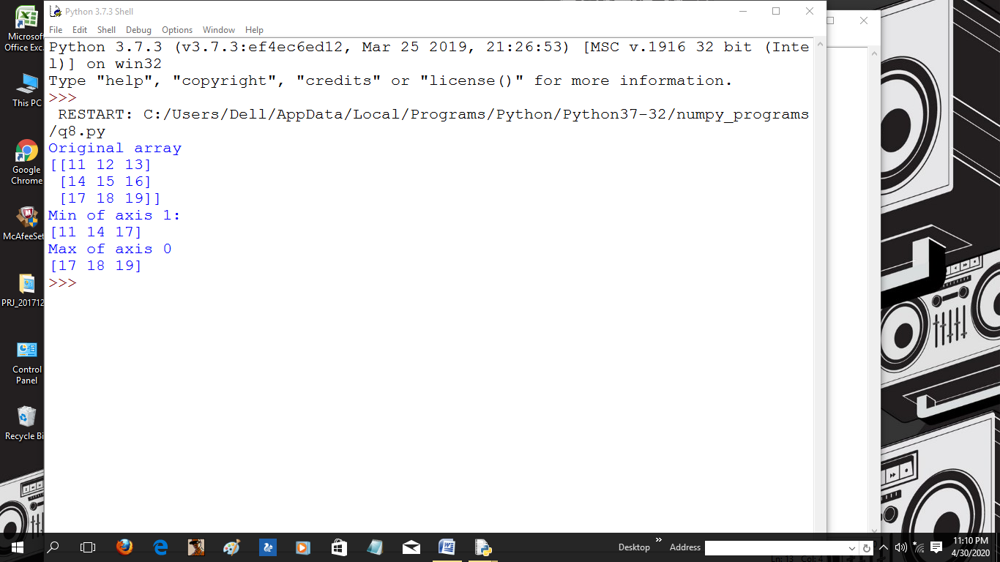 Python 3.7.3 Shell
File Edit Shell Debug Options Window Help
Python 3.7.3 (v3.7.3:ef4ec6ed12, Mar 25 2019, 21:26:53) [MSC v.1916 32 bit (Inte
l)] on win32
Type "help", "copyright", "credits" or "license()" for more information.
>>>
 RESTART: C:/Users/Dell/AppData/Local/Programs/Python/Python37-32/numpy_programs
/q8.py
Original array
[[11 12 13]
 [14 15 16]
 [17 18 19]]
Min of axis 1:
[11 14 17]
Max of axis 0
[17 18 19]
>>>
Microsof
Office Exc
This PC
Google
Chrome
McAfeeSet
PRJ_201712
Control
Panel
Recycle Bi
Desktop
Address
11:10 PM
4/30/2020
Ln: 13 Col: 4